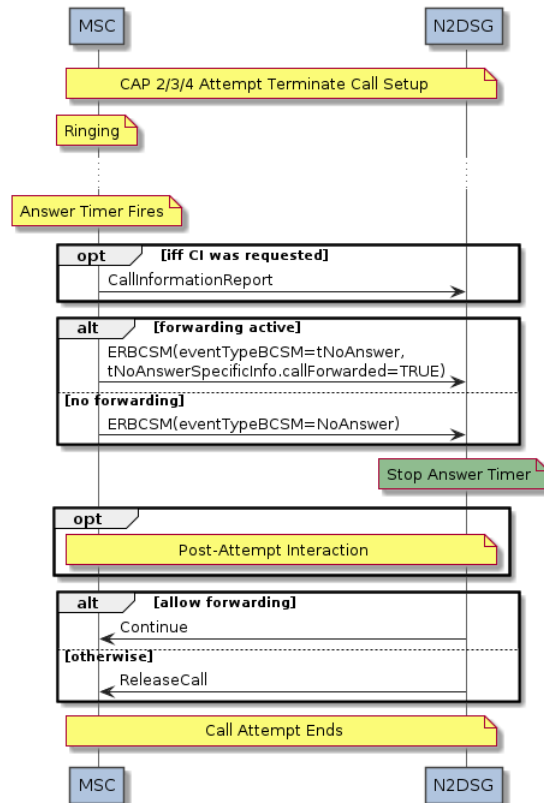 MSC
N2DSG
CAP 2/3/4 Attempt Terminate Call Setup
Ringing
Answer Timer Fires
opt [iff CI was requested]
CallInformationReport
alt [forwarding active]
ERBCSM(eventTypeBCSM=tNoAnswer,
tNoAnswerSpecificInfo.callForwarded=TRUE)
[no forwarding]
ERBCSM(eventTypeBCSM=NoAnswer)
Stop Answer Timer
opt
Post-Attempt Interaction
alt [allow forwarding]
Continue
[otherwise]
ReleaseCall
Call Attempt Ends
MSC
N2DSG